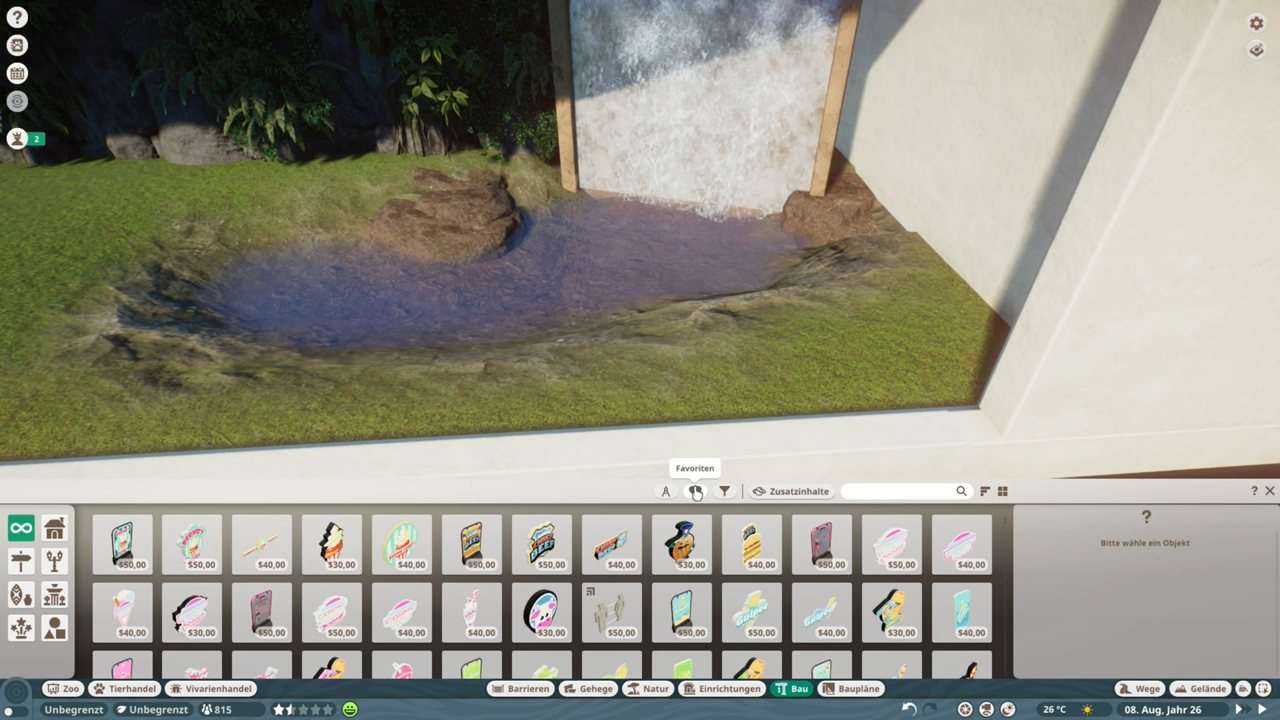 ?
2
Favoriten
Zusatzinhalte
?
?
Bitte wähle ein Objekt
$50,00 $50,00 $40,00 $30,00 $40,00 $50,00 $50,00 $40,00 $30,00 $40,00 $50,00 $50,00 $40,00
$40,00 $30,00 $50,00 $50,00 $40,00 $40,00 $30,00 $50,00 $50,00 $50,00 $40,00 $30,00 $40,00
Zoo Tierhandel Vivarienhandel Barrieren Gehege Natur Einrichtungen Bau Baupläne Wege Gelände
Unbegrenzt Unbegrenzt 815 26 °C 08. Aug, Jahr 26